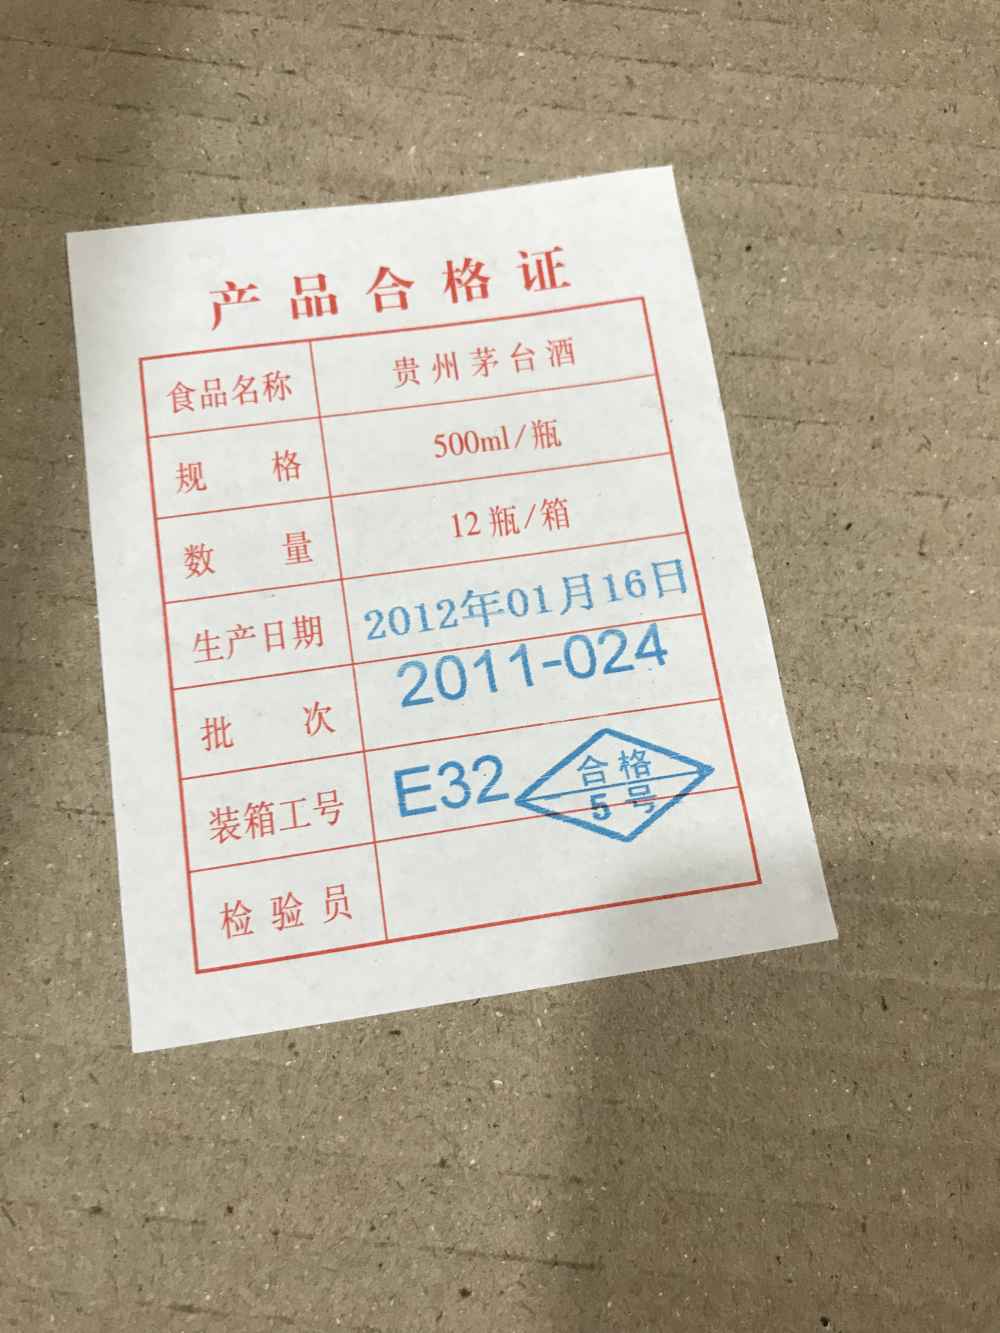 产品合格证
食品名称 贵州茅台酒
规格 500ml/瓶
数量 12瓶/箱
生产日期 2012年01月16日
批次 2011-024
装箱工号 E32
合格
5号
检验员